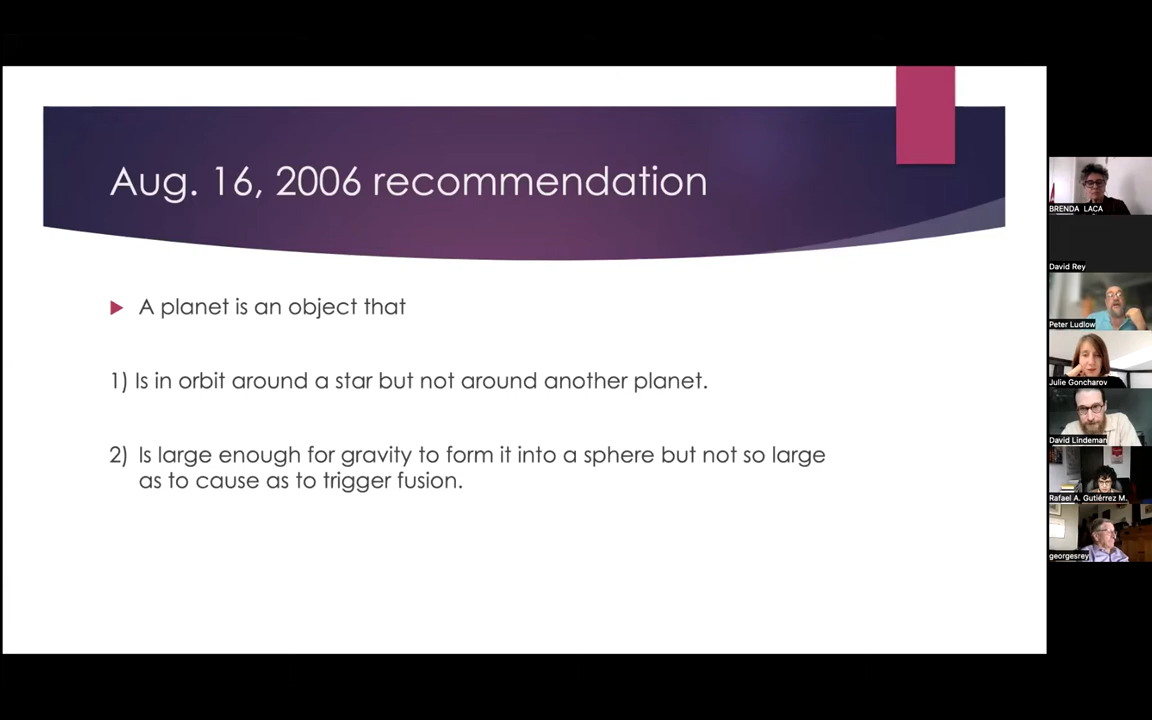 Aug. 16, 2006 recommendation
A planet is an object that
1) Is in orbit around a star but not around another planet.
2) Is large enough for gravity to form it into a sphere but not so large
as to cause as to trigger fusion.
BRENDA LACA
David Rey
Peter Ludlow
Julie Goncharov
David Lindeman
Rafael A. Gutiérrez M.
georgesrey